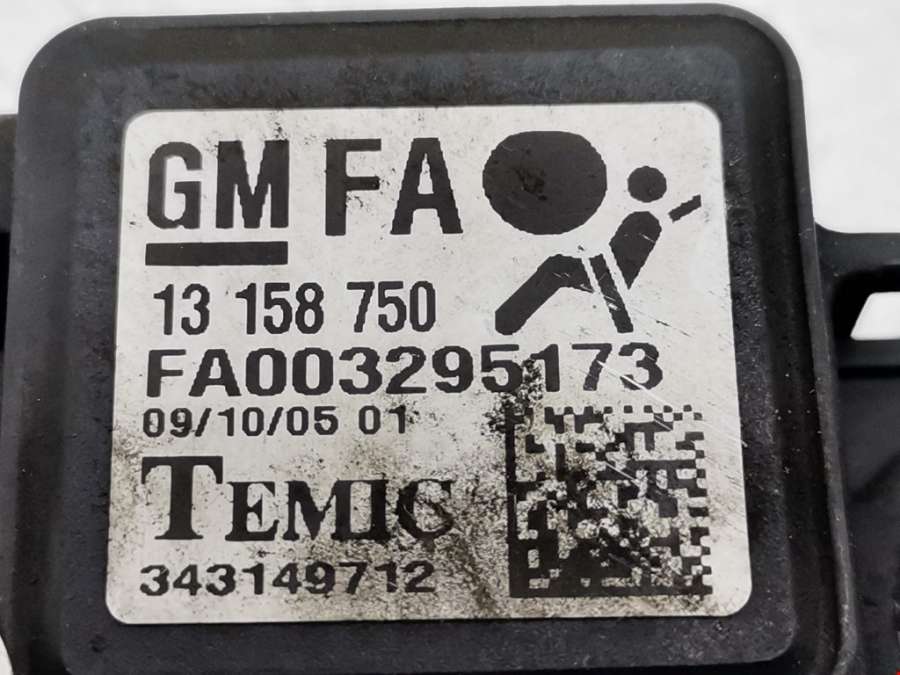 GM FA
13 158 750
FA003295173
09/10/05 01
TEMIC
343149712